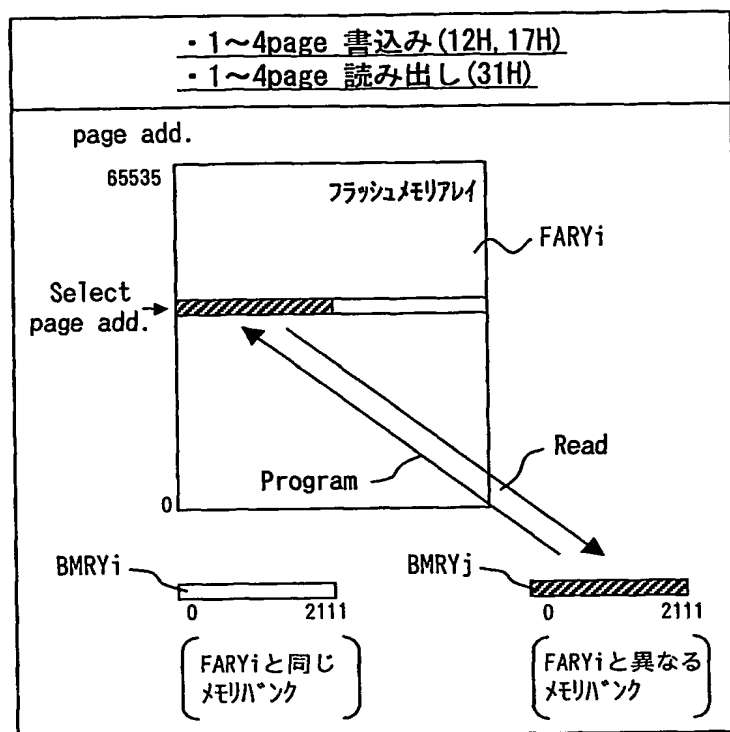 ・1～4page 書込み(12H, 17H)
・1～4page 読み出し(31H)
page add.
65535
フラッシュメモリアレイ
FARYi
Select
page add.
Read
Program
0
BMRYi
BMRYj
0 2111
0 2111
FARYiと同じ
メモリバンク
FARYiと異なる
メモリバンク